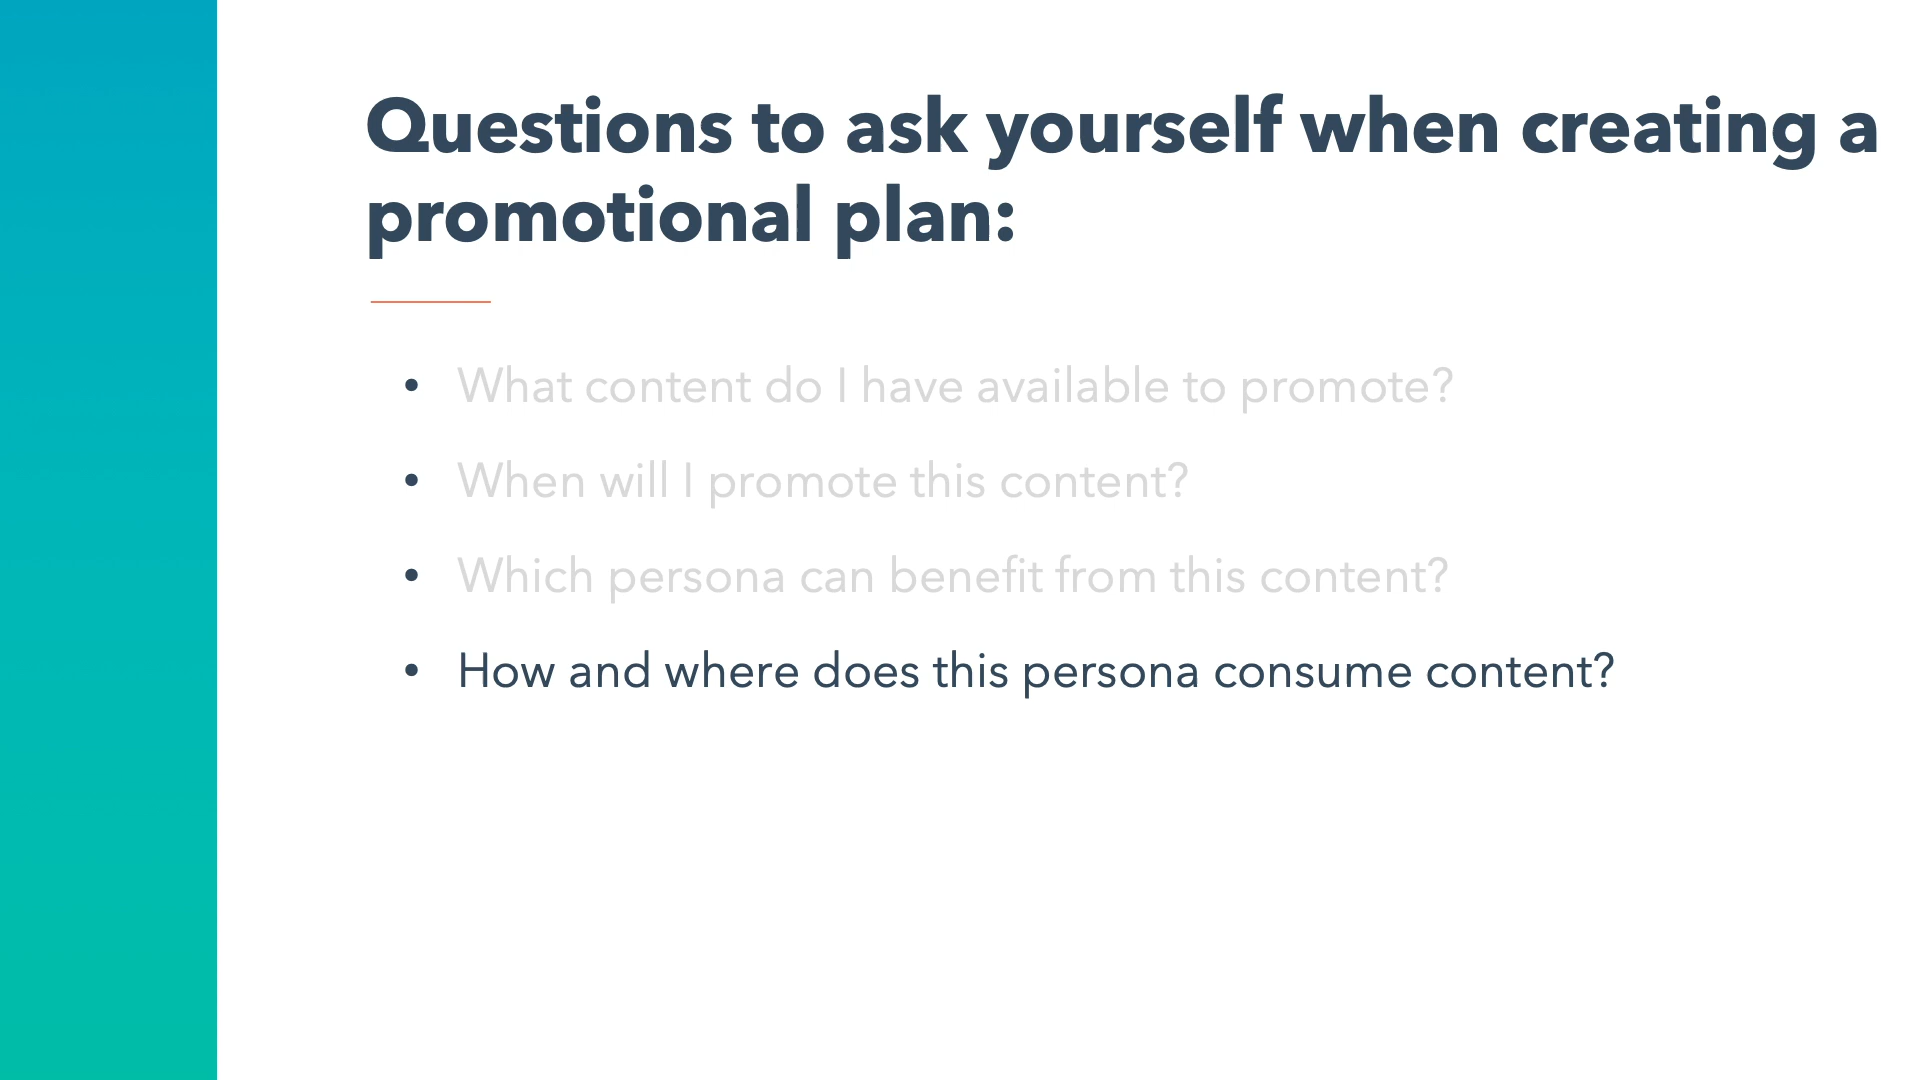 Questions to ask yourself when creating a
promotional plan:
• What content do I have available to promote?
• When will I promote this content?
• Which persona can benefit from this content?
• How and where does this persona consume content?